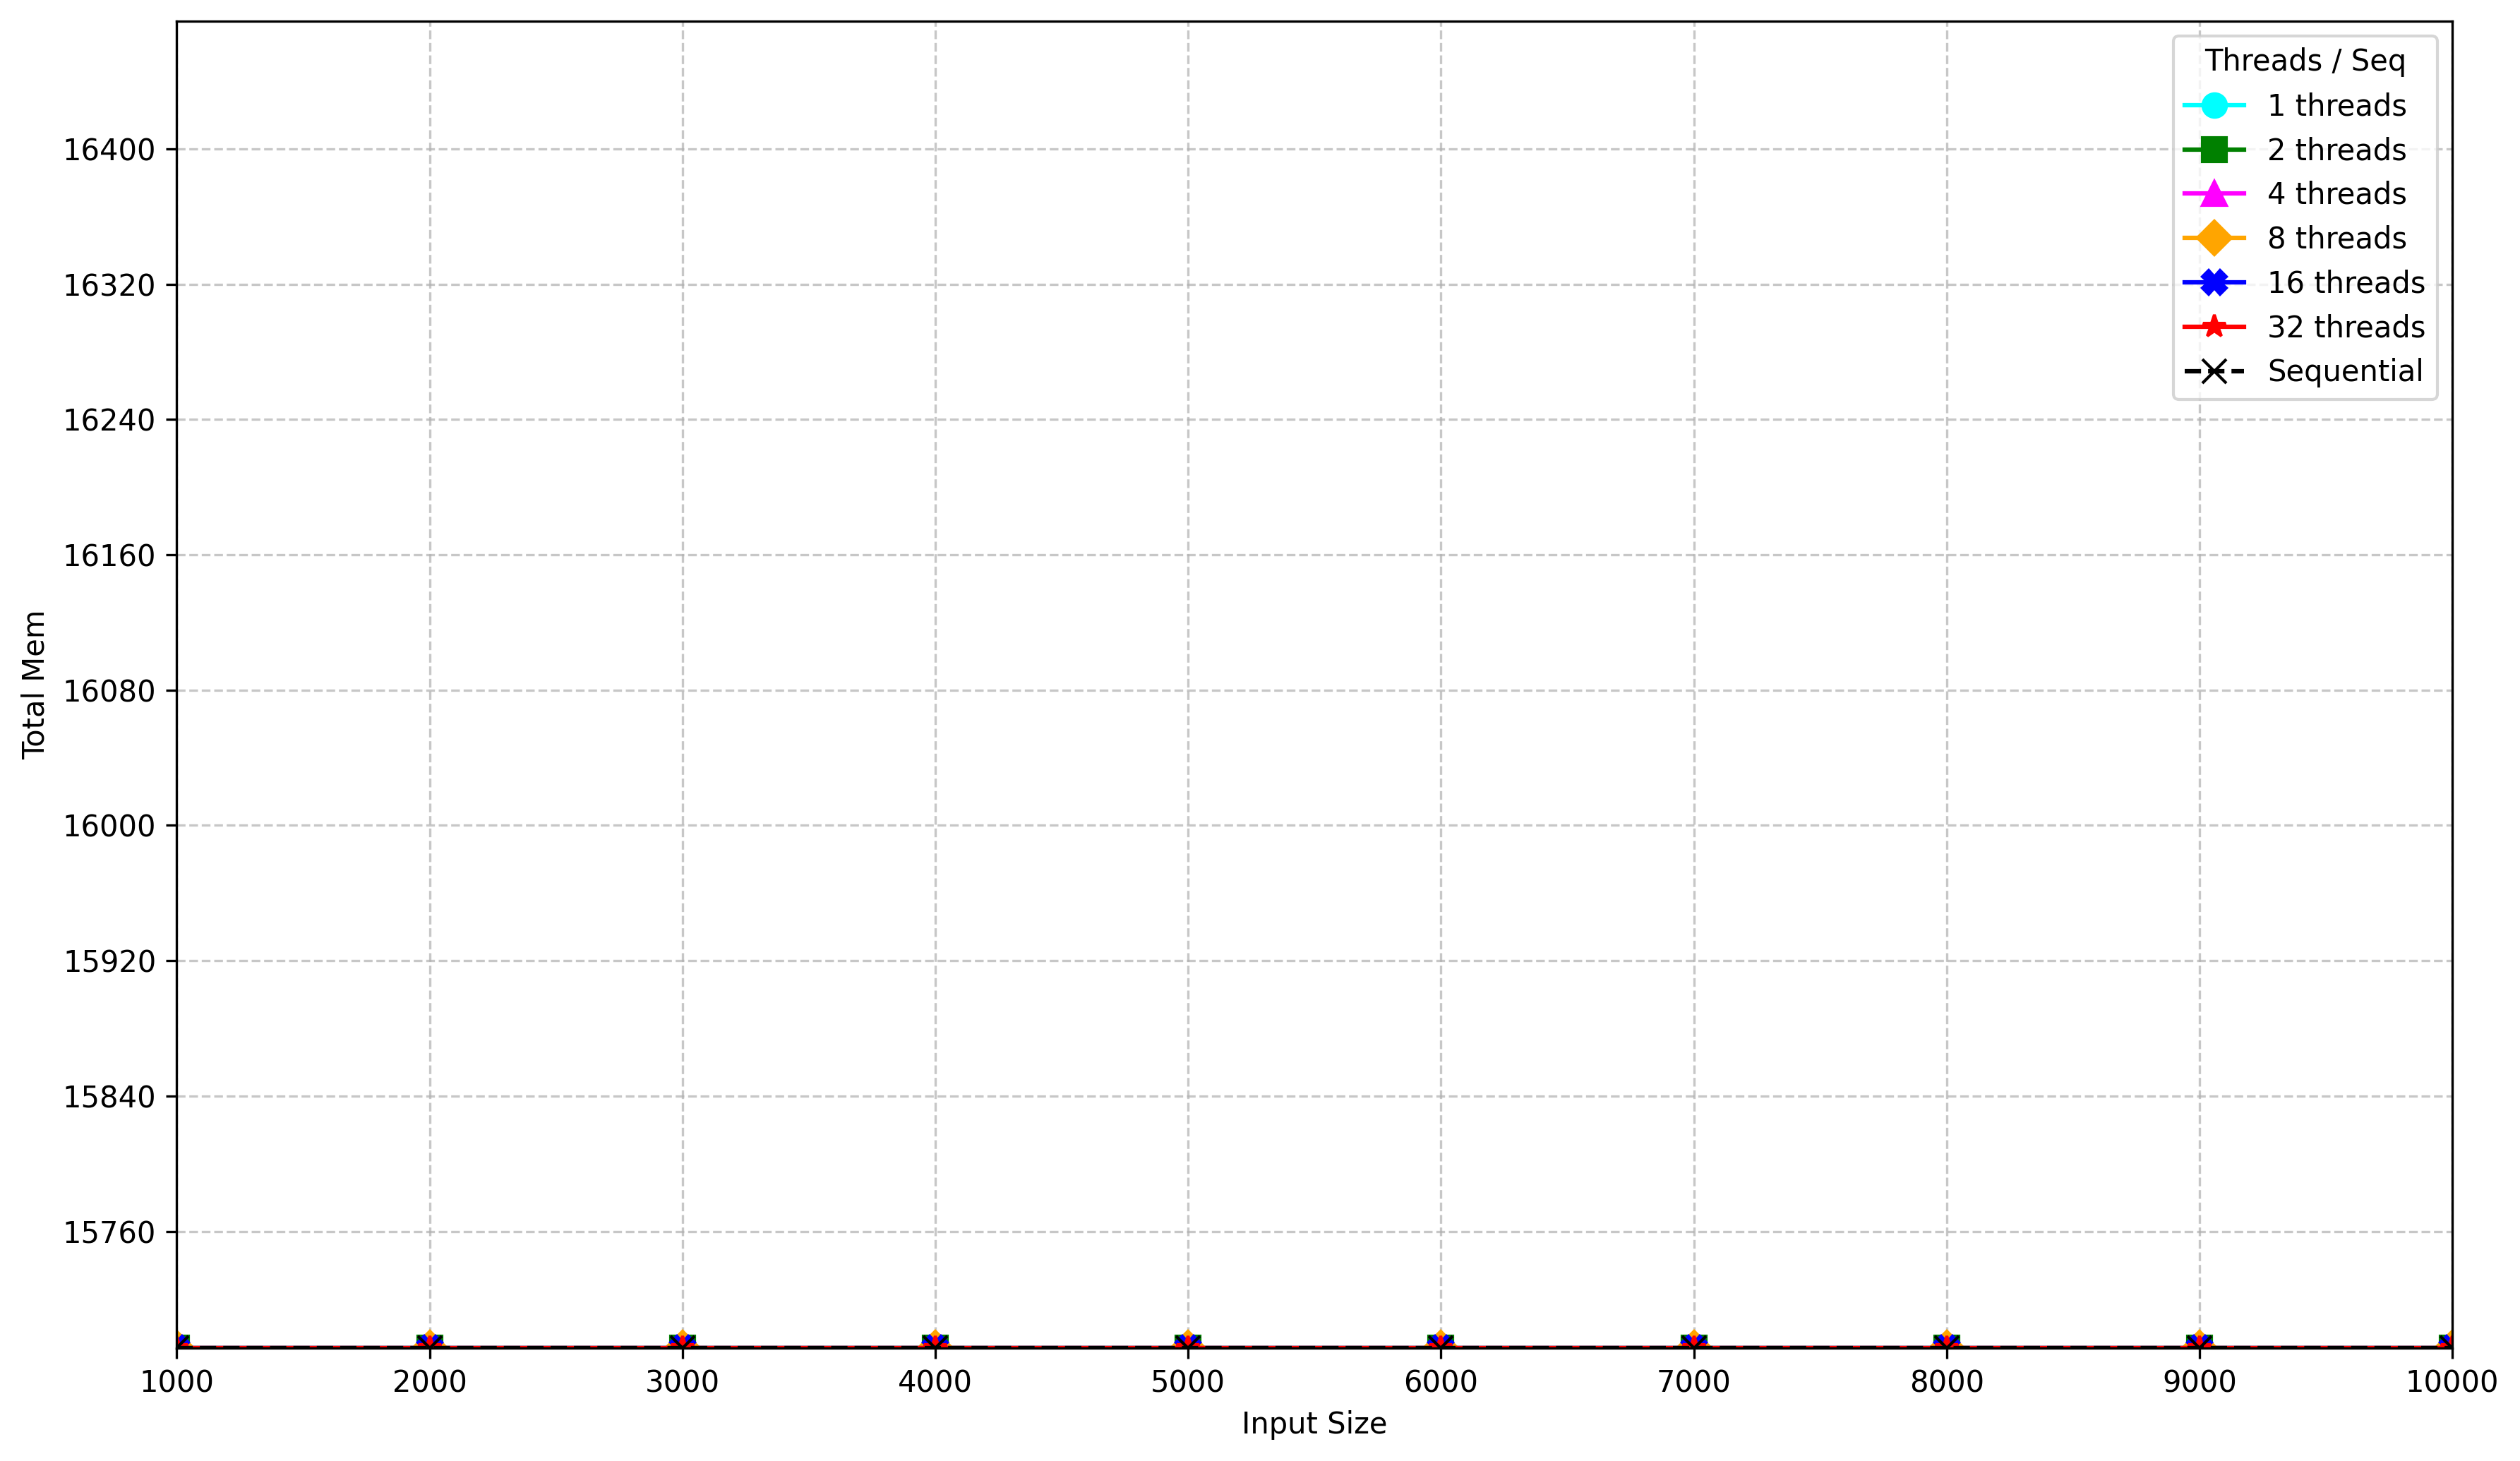 Threads / Seq
1 threads
2 threads
4 threads
8 threads
16 threads
32 threads
Sequential
Total Mem
16400
16320
16240
16160
16080
16000
15920
15840
15760
1000 2000 3000 4000 5000 6000 7000 8000 9000 10000
Input Size